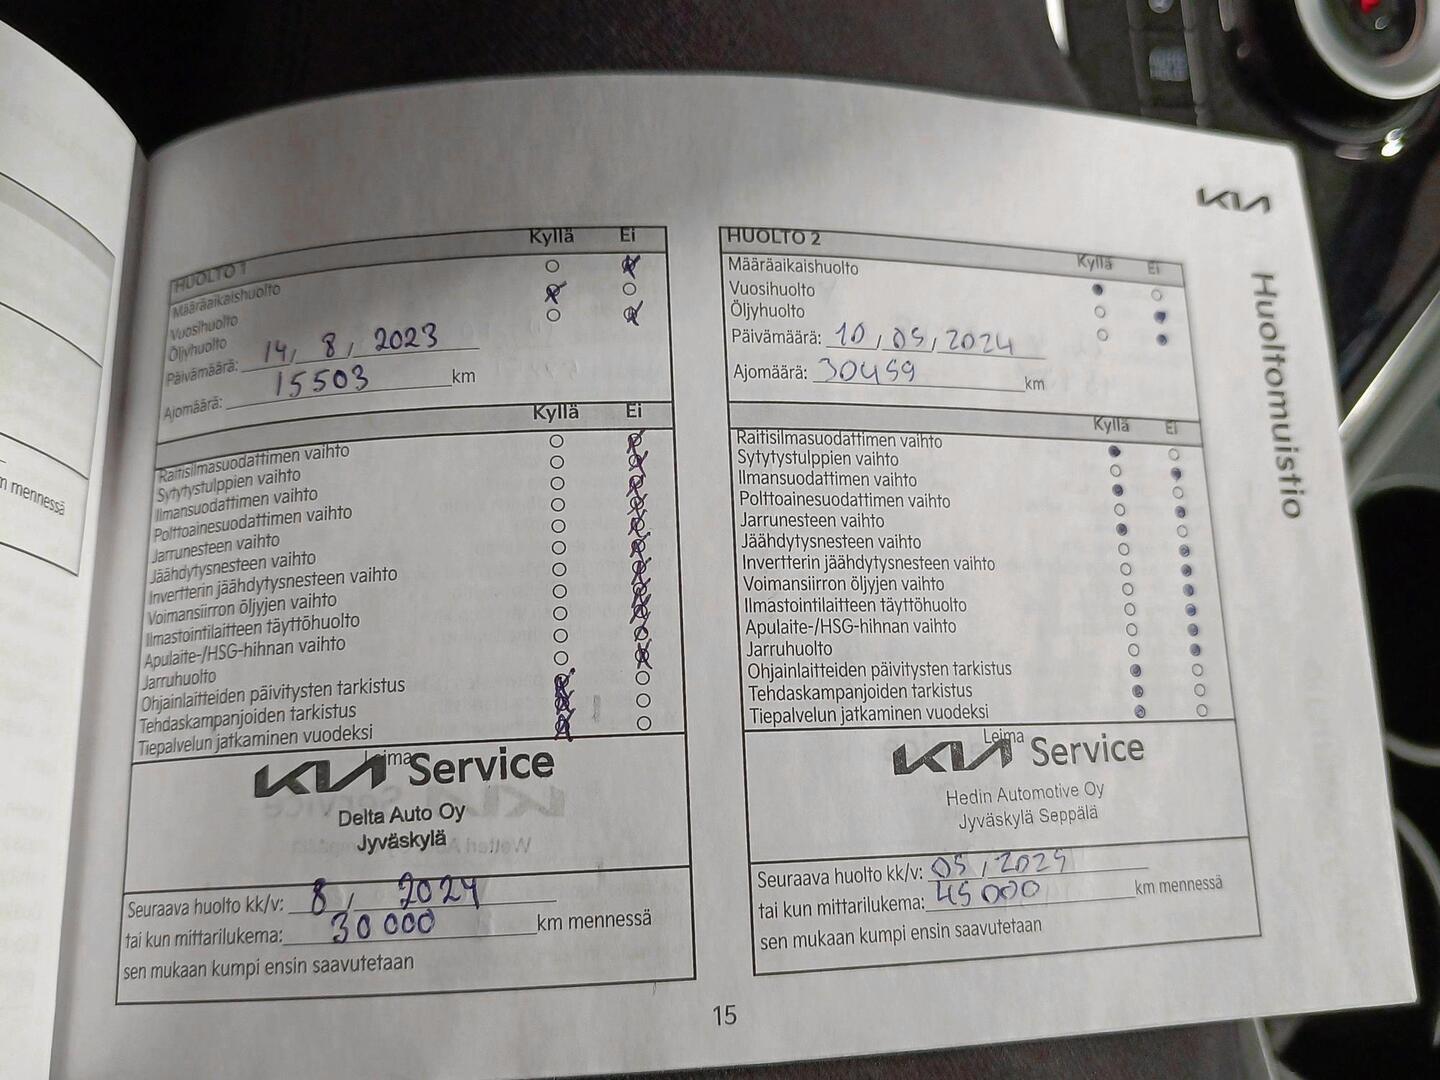 KIA
Huoltomuistio
m mennessä
HUOLTO 1 Kyllä Ei
Määräaikaishuolto
Vuosihuolto
Öljyhuolto
Päivämäärä: 14, 8, 2023
Ajomäärä: 15503 km
Kyllä Ei
Raitisilmasuodattimen vaihto
Sytytystulppien vaihto
Ilmansuodattimen vaihto
Polttoainesuodattimen vaihto
Jarrunesteen vaihto
Jäähdytysnesteen vaihto
Invertterin jäähdytysnesteen vaihto
Voimansiirron öljyjen vaihto
Ilmastointilaitteen täyttöhuolto
Apulaite-/HSG-hihnan vaihto
Jarruhuolto
Ohjainlaitteiden päivitysten tarkistus
Tehdaskampanjoiden tarkistus
Tiepalvelun jatkaminen vuodeksi
Leima
KIA Service
Delta Auto Oy
Jyväskylä
Seuraava huolto kk/v: 8, 2024
tai kun mittarilukema: 30 000 km mennessä
sen mukaan kumpi ensin saavutetaan
HUOLTO 2 Kyllä Ei
Määräaikaishuolto
Vuosihuolto
Öljyhuolto
Päivämäärä: 10, 05, 2024
Ajomäärä: 30459 km
Kyllä Ei
Raitisilmasuodattimen vaihto
Sytytystulppien vaihto
Ilmansuodattimen vaihto
Polttoainesuodattimen vaihto
Jarrunesteen vaihto
Jäähdytysnesteen vaihto
Invertterin jäähdytysnesteen vaihto
Voimansiirron öljyjen vaihto
Ilmastointilaitteen täyttöhuolto
Apulaite-/HSG-hihnan vaihto
Jarruhuolto
Ohjainlaitteiden päivitysten tarkistus
Tehdaskampanjoiden tarkistus
Tiepalvelun jatkaminen vuodeksi
Leima
KIA Service
Hedin Automotive Oy
Jyväskylä Seppälä
Seuraava huolto kk/v: 05, 2025
tai kun mittarilukema: 45 000 km mennessä
sen mukaan kumpi ensin saavutetaan
15